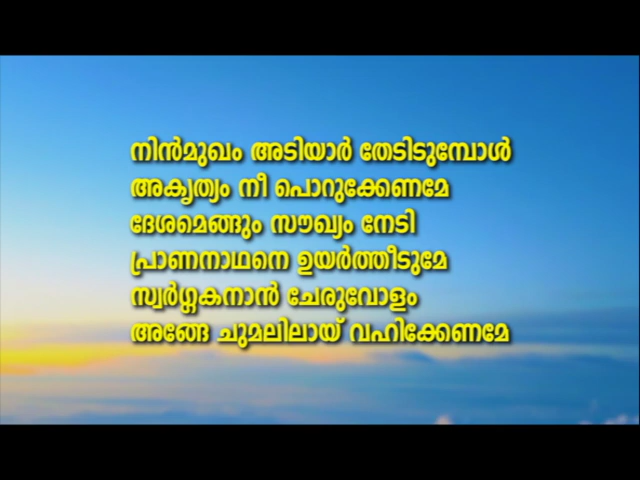 നിൻമുഖം അടിയാർ തേടിടുമ്പോൾ
അകൃത്യം നീ പൊറുക്കേണമേ
ദേശമെങ്ങും സൗഖ്യം നേടി
പ്രാണനാഥനെ ഉയർത്തീടുമേ
സ്വർഗ്ഗകനാൻ ചേരുവോളം
അങ്ങേ ചുമലിലായ് വഹിക്കേണമേ